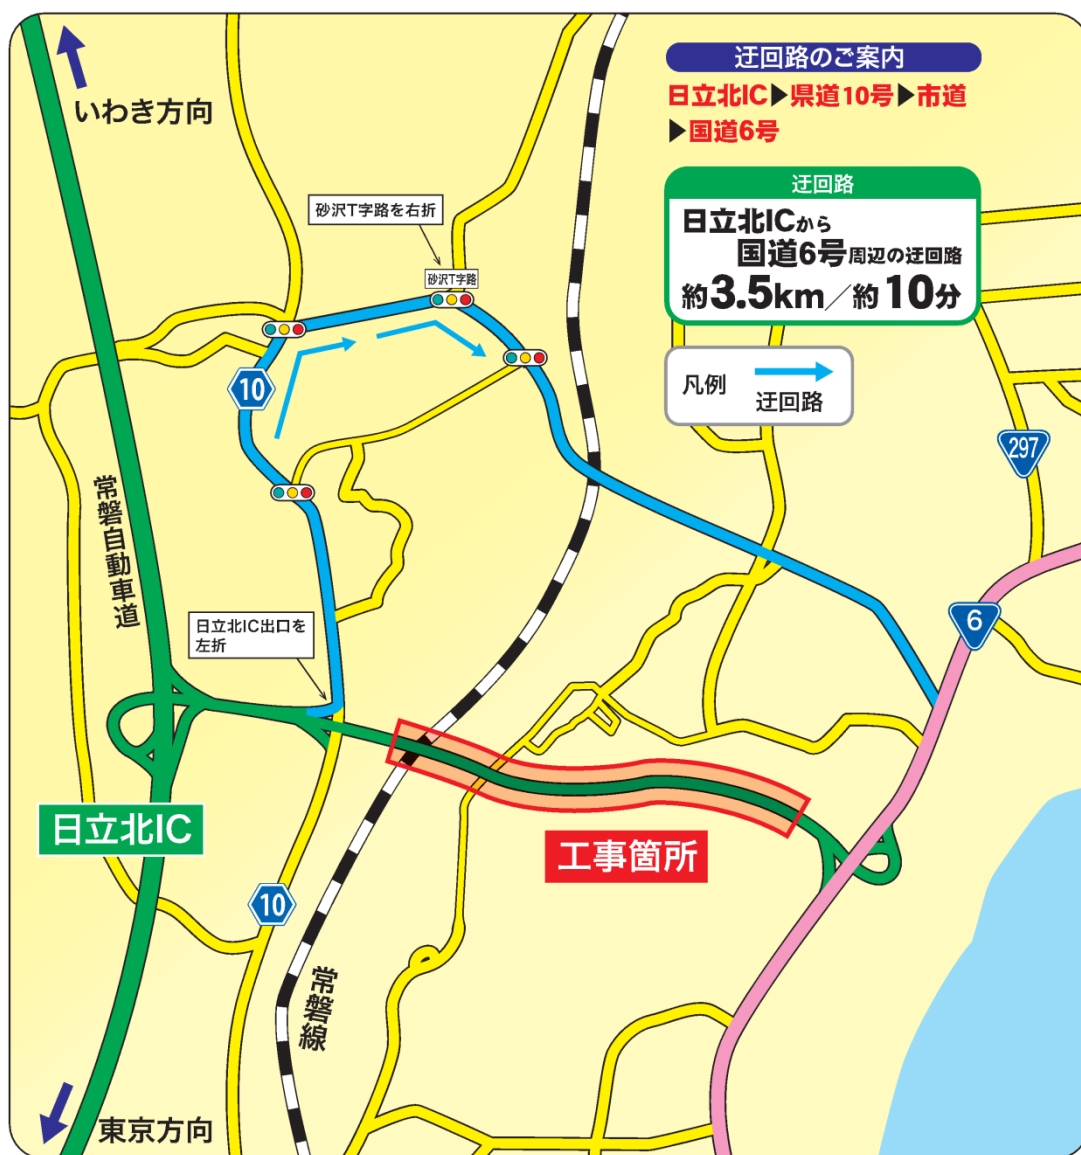 迂回路のご案内
日立北IC▶県道10号▶市道
▶国道6号
いわき方向
迂回路
日立北ICから
国道6号周辺の迂回路
約3.5km/約10分
砂沢T字路を右折
砂沢T字路
凡例
迂回路
10
297
常磐自動車道
6
日立北IC出口を
左折
日立北IC
工事箇所
10
常磐線
東京方向